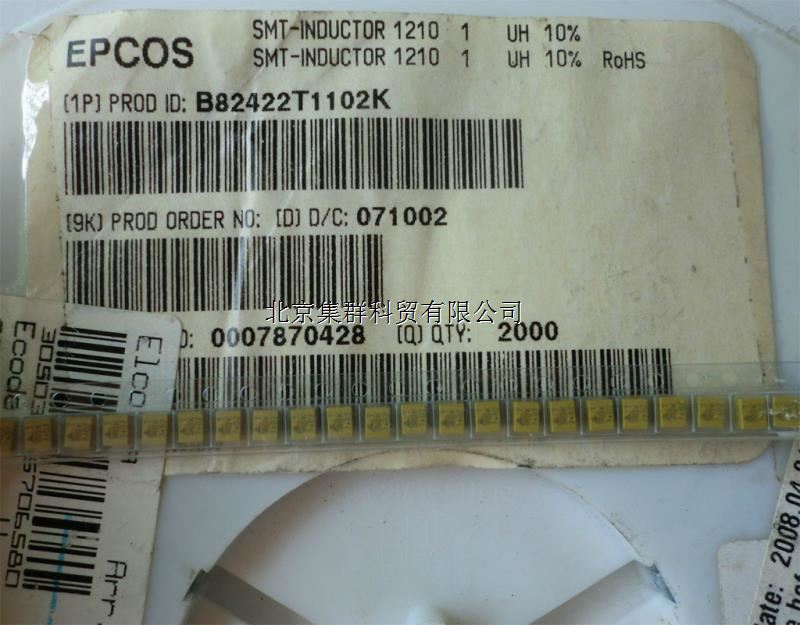 SMT-INDUCTOR 1210 1 UH 10%
EPCOS
SMT-INDUCTOR 1210 1 UH 10% RoHS
(1P) PROD ID: B82422T1102K
(9K) PROD ORDER NO: (D) D/C: 071002
北京集群科贸有限公司
D: 0007870428 (Q) QTY: 2000
Elco
Ecode
5706580
Arr
2008.04